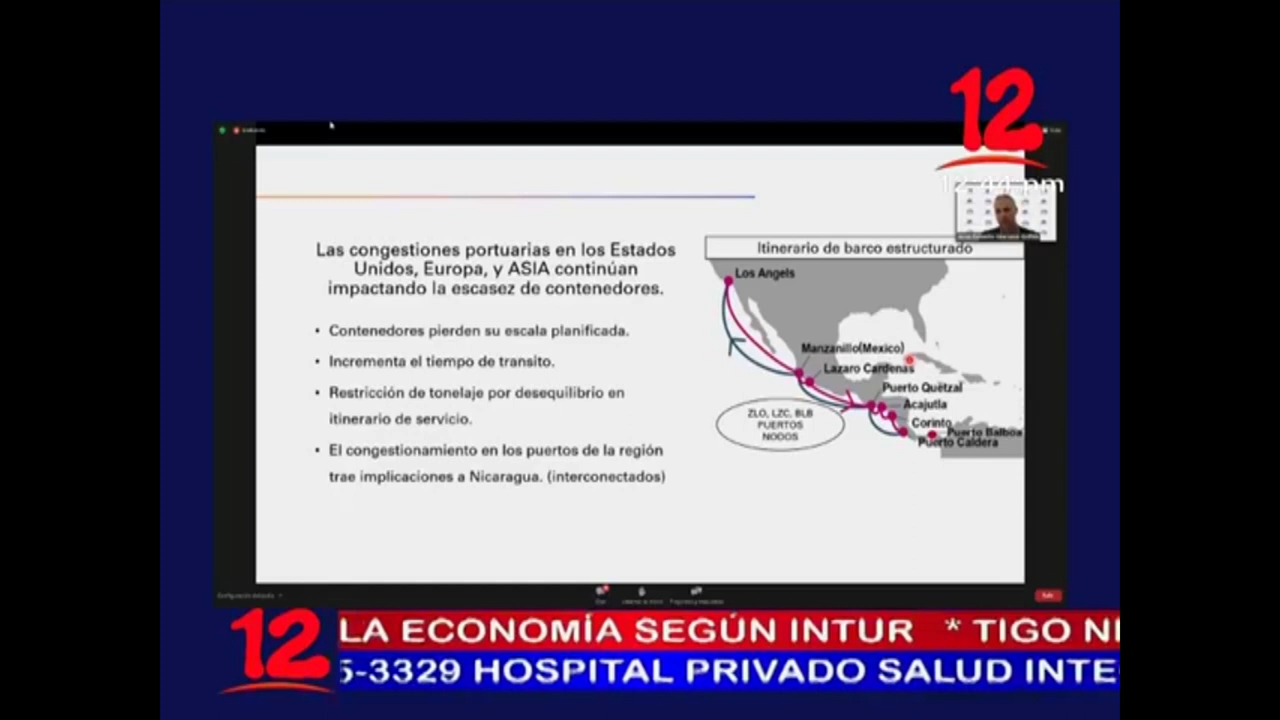 12
12:44 pm
Las congestiones portuarias en los Estados
Unidos, Europa, y ASIA continúan
impactando la escasez de contenedores.
• Contenedores pierden su escala planificada.
• Incrementa el tiempo de transito.
• Restricción de tonelaje por desequilibrio en
itinerario de servicio.
• El congestionamiento en los puertos de la región
trae implicaciones a Nicaragua. (interconectados)
Itinerario de barco estructurado
Los Angels
Manzanillo(Mexico)
Lazaro Cardenas
Puerto Quetzal
Acajutla
Corinto
Puerto Balboa
Puerto Caldera
ZLO, LZC, BLB
PUERTOS
NODOS
12
LA ECONOMÍA SEGÚN INTUR * TIGO NI
5-3329 HOSPITAL PRIVADO SALUD INTE